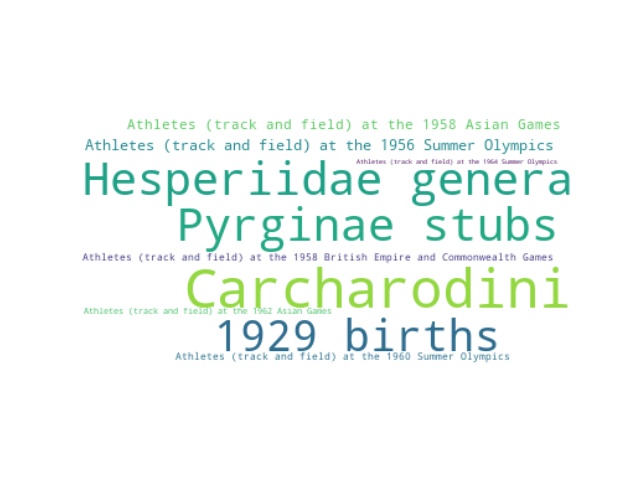 Athletes (track and field) at the 1958 Asian Games
Athletes (track and field) at the 1956 Summer Olympics
Athletes (track and field) at the 1964 Summer Olympics
Hesperiidae genera
Pyrginae stubs
Athletes (track and field) at the 1958 British Empire and Commonwealth Games
Carcharodini
Athletes (track and field) at the 1962 Asian Games
1929 births
Athletes (track and field) at the 1960 Summer Olympics